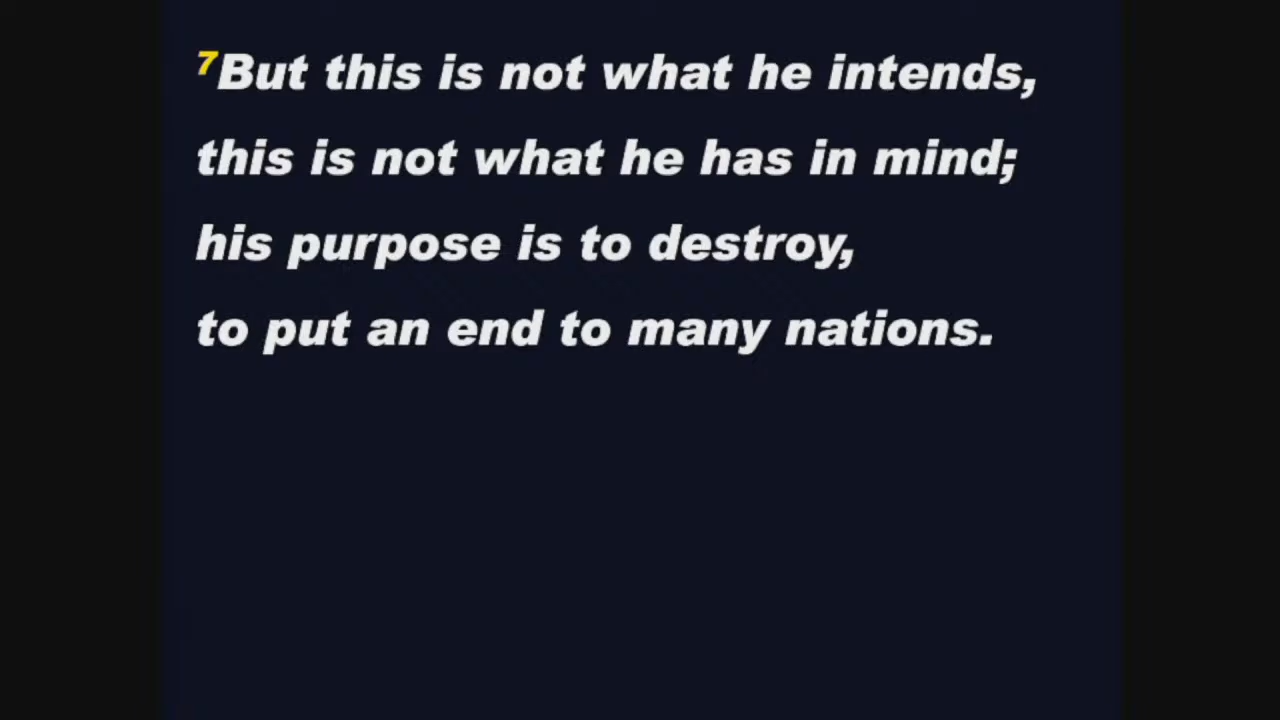 7But this is not what he intends,
this is not what he has in mind;
his purpose is to destroy,
to put an end to many nations.